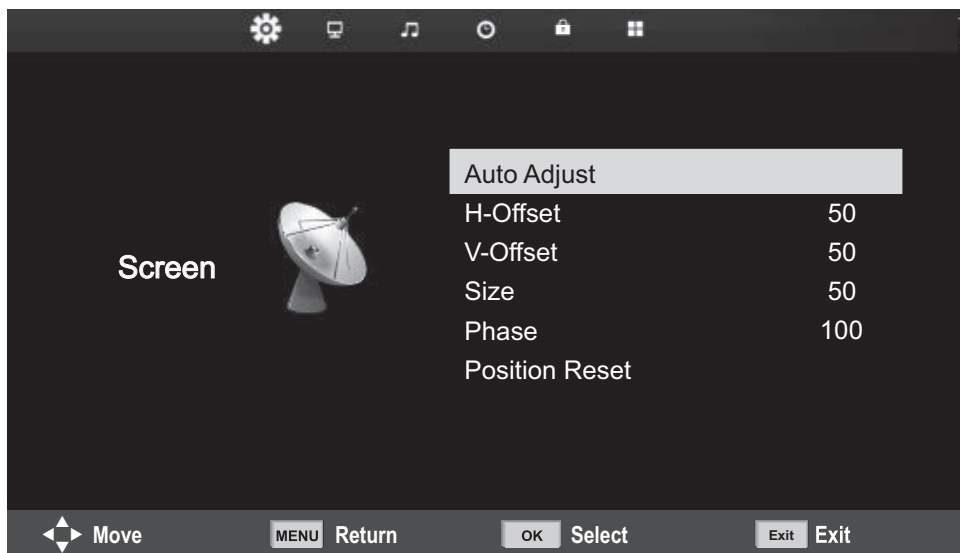 Screen
Auto Adjust
H-Offset 50
V-Offset 50
Size 50
Phase 100
Position Reset
Move MENU Return OK Select Exit Exit